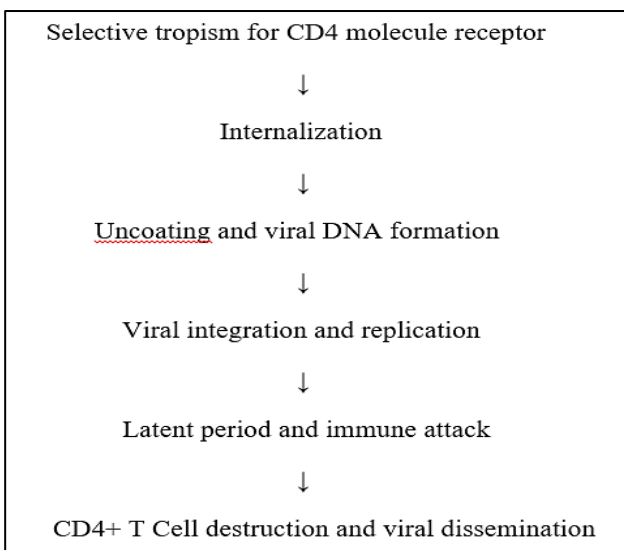 Selective tropism for CD4 molecule receptor
↓
Internalization
↓
Uncoating and viral DNA formation
↓
Viral integration and replication
↓
Latent period and immune attack
↓
CD4+ T Cell destruction and viral dissemination